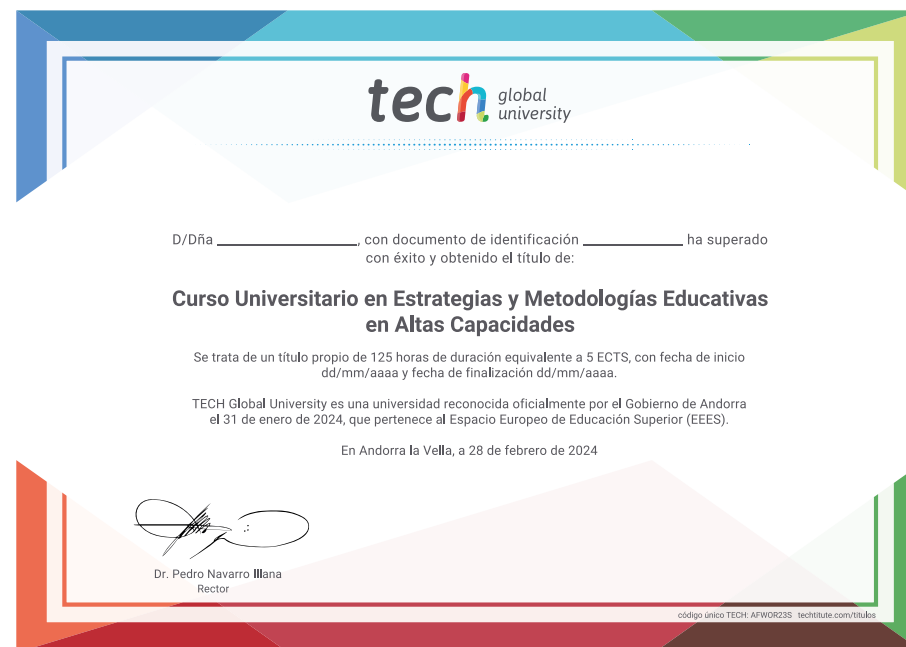 tech global university
D/Dña ____________________, con documento de identificación ______________ ha superado
con éxito y obtenido el título de:
Curso Universitario en Estrategias y Metodologías Educativas
en Altas Capacidades
Se trata de un título propio de 125 horas de duración equivalente a 5 ECTS, con fecha de inicio
dd/mm/aaaa y fecha de finalización dd/mm/aaaa.
TECH Global University es una universidad reconocida oficialmente por el Gobierno de Andorra
el 31 de enero de 2024, que pertenece al Espacio Europeo de Educación Superior (EEES).
En Andorra la Vella, a 28 de febrero de 2024
Dr. Pedro Navarro Illana
Rector
código único TECH: AFWOR23S techtitute.com/titulos